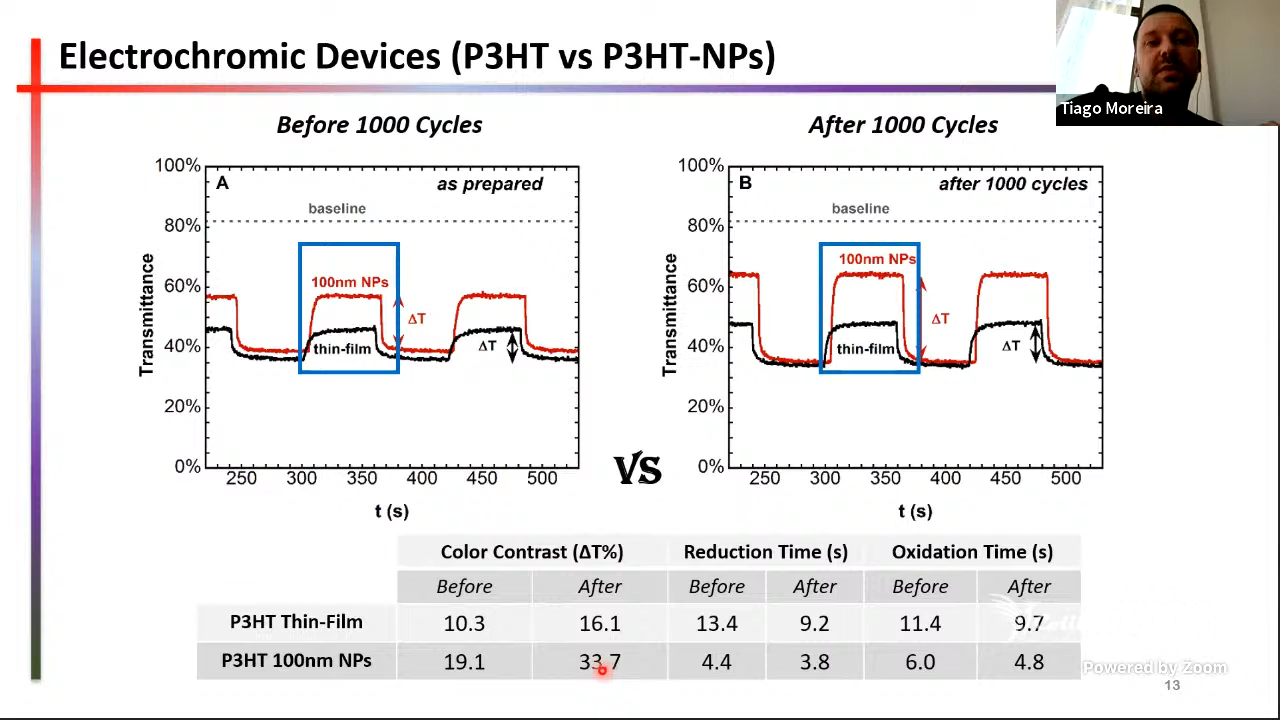 Electrochromic Devices (P3HT vs P3HT-NPs)
Tiago Moreira
Before 1000 Cycles
After 1000 Cycles
100%
80%
60%
40%
20%
0%
Transmittance
A
as prepared
baseline
100nm NPs
ΔT
thin-film
ΔT
250 300 350 400 450 500
t (s)
VS
100%
80%
60%
40%
20%
0%
Transmittance
B
after 1000 cycles
baseline
100nm NPs
ΔT
thin-film
ΔT
250 300 350 400 450 500
t (s)
Color Contrast (ΔT%) Reduction Time (s) Oxidation Time (s)
Before After Before After Before After
P3HT Thin-Film 10.3 16.1 13.4 9.2 11.4 9.7
P3HT 100nm NPs 19.1 33.7 4.4 3.8 6.0 4.8
Powered by Zoom
13